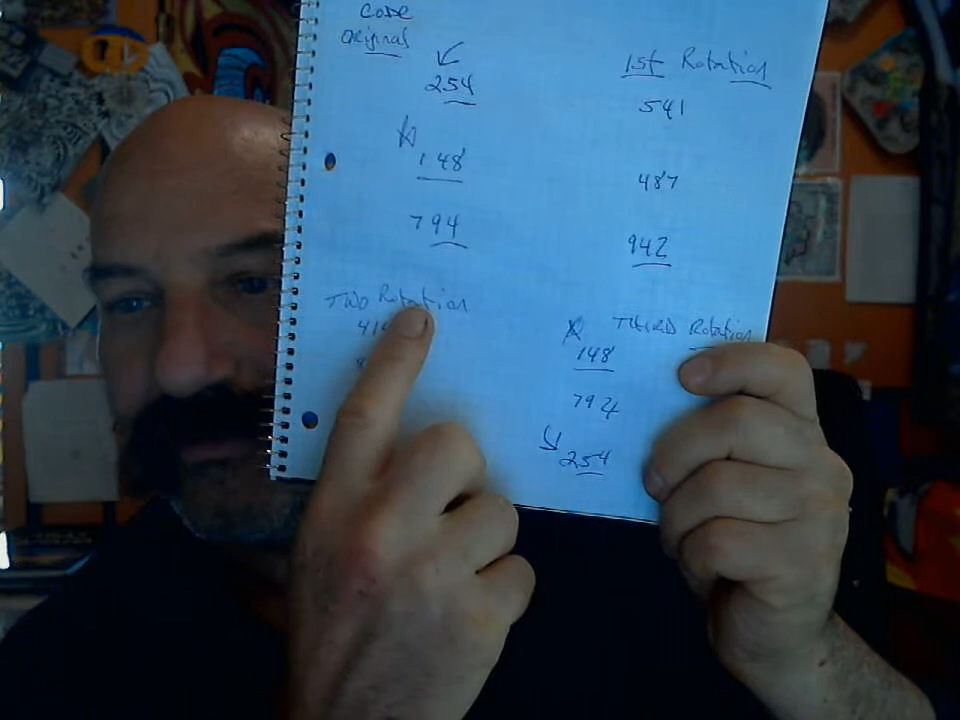 CODE
original
254
148
794
1st Rotation
541
487
942
TWO Rotation
THIRD Rotation
148
794
254